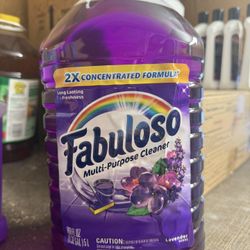 2X CONCENTRATED FORMULA
Long Lasting
Freshness
Fabuloso
Multi-Purpose Cleaner
CAUTION:
Lavender